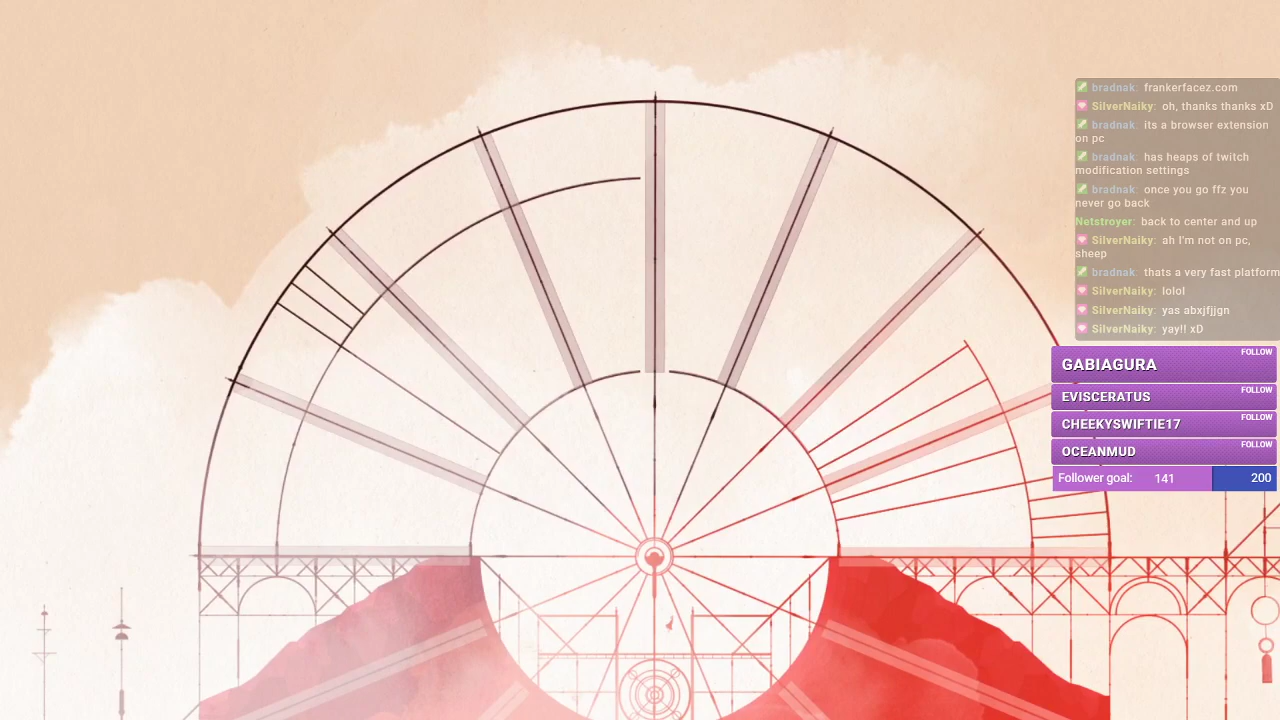 bradnak: frankerfacez.com
SilverNaiky: oh, thanks thanks xD
bradnak: its a browser extension
on pc
bradnak: has heaps of twitch
modification settings
bradnak: once you go ffz you
never go back
Netstroyer: back to center and up
SilverNaiky: ah I'm not on pc,
sheep
bradnak: thats a very fast platform
SilverNaiky: lolol
SilverNaiky: yas abxjfjjgn
SilverNaiky: yay!! xD
FOLLOW
GABIAGURA
FOLLOW
EVISCERATUS
FOLLOW
CHEEKYSWIFTIE17
FOLLOW
OCEANMUD
Follower goal: 141 200